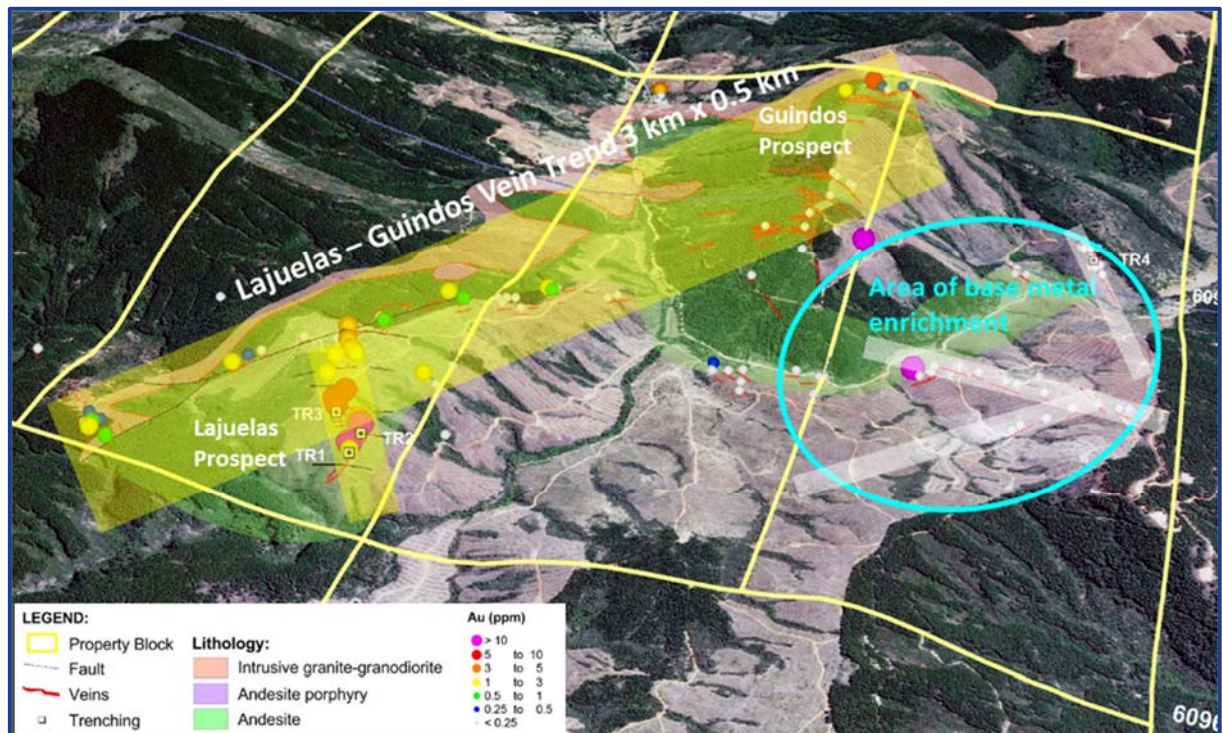 Lajuelas – Guindos Vein Trend 3 km x 0.5 km
Guindos
Prospect
TR4
Area of base metal
enrichment
TR3
TR2
Lajuelas
Prospect
TR1
LEGEND:
Property Block
Fault
Veins
Trenching
Lithology:
Intrusive granite-granodiorite
Andesite porphyry
Andesite
Au (ppm)
> 10
5 to 10
3 to 5
1 to 3
0.5 to 1
0.25 to 0.5
< 0.25
6096